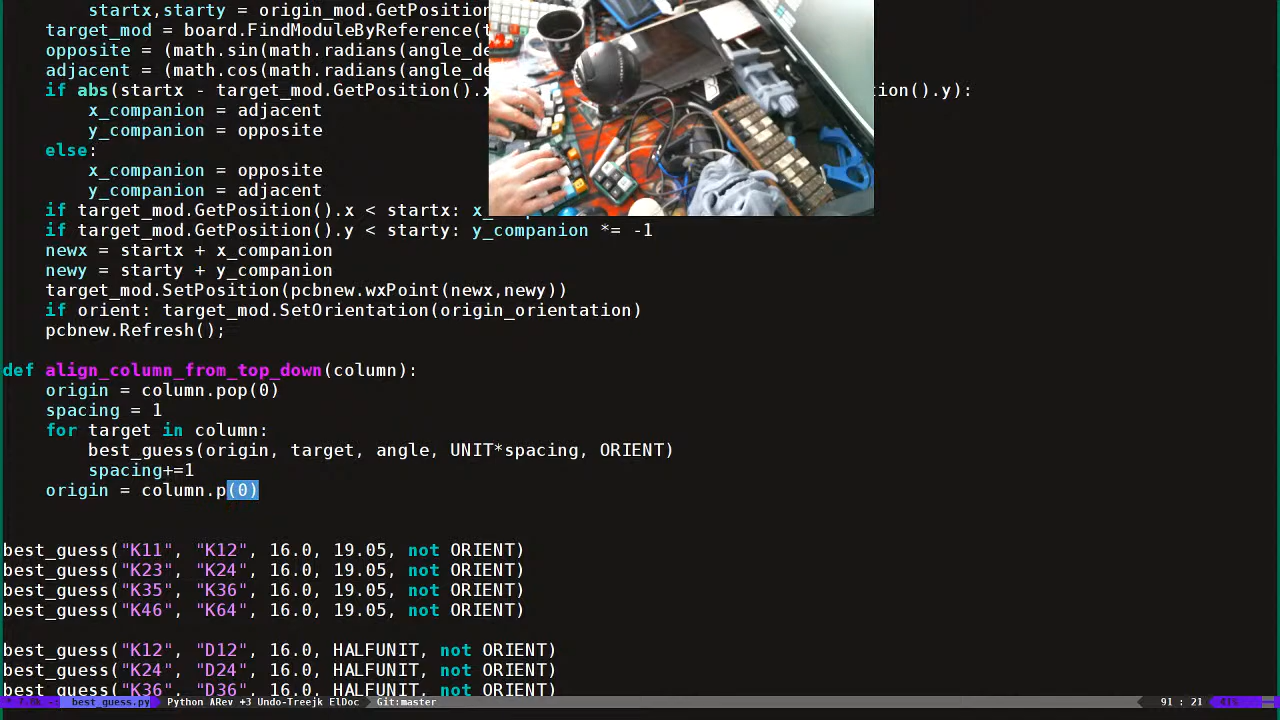 startx,starty = origin_mod.GetPosition
target_mod = board.FindModuleByReference(
opposite = (math.sin(math.radians(
adjacent = (math.cos(math.radians(
if abs(startx - target_mod.GetPosition().x ().y):
x_companion = adjacent
y_companion = opposite
else:
x_companion = opposite
y_companion = adjacent
if target_mod.GetPosition().x < startx:
if target_mod.GetPosition().y < starty: y_companion *= -1
newx = startx + x_companion
newy = starty + y_companion
target_mod.SetPosition(pcbnew.wxPoint(newx,newy))
if orient: target_mod.SetOrientation(origin_orientation)
pcbnew.Refresh();
def align_column_from_top_down(column):
origin = column.pop(0)
spacing = 1
for target in column:
best_guess(origin, target, angle, UNIT*spacing, ORIENT)
spacing+=1
origin = column.p(0)
best_guess("K11", "K12", 16.0, 19.05, not ORIENT)
best_guess("K23", "K24", 16.0, 19.05, not ORIENT)
best_guess("K35", "K36", 16.0, 19.05, not ORIENT)
best_guess("K46", "K64", 16.0, 19.05, not ORIENT)
best_guess("K12", "D12", 16.0, HALFUNIT, not ORIENT)
best_guess("K24", "D24", 16.0, HALFUNIT, not ORIENT)
best_guess("K36", "D36", 16.0, HALFUNIT, not ORIENT)
best_guess.py Python ARev +3 Undo-Treejk ElDoc Git:master 91 : 21 41%